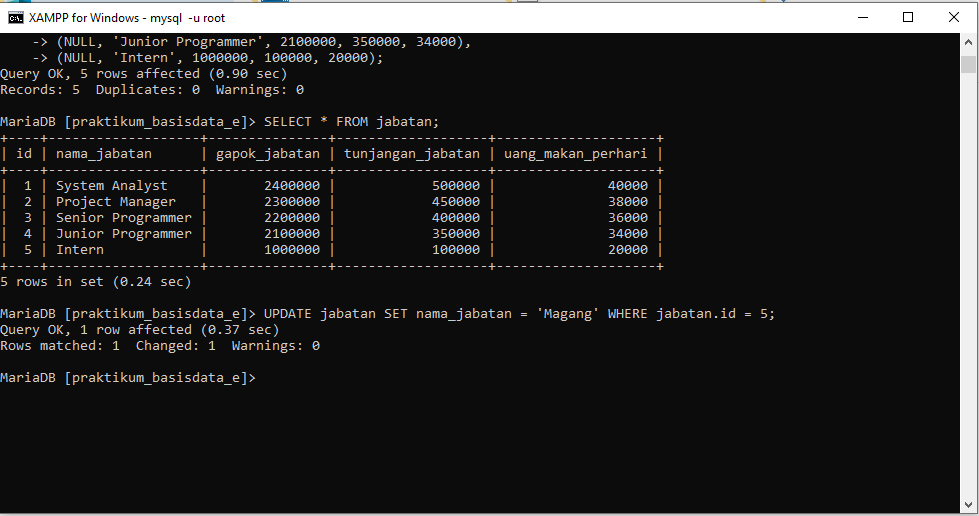 XAMPP for Windows - mysql -u root
    -> (NULL, 'Junior Programmer', 2100000, 350000, 34000),
    -> (NULL, 'Intern', 1000000, 100000, 20000);
Query OK, 5 rows affected (0.90 sec)
Records: 5  Duplicates: 0  Warnings: 0
MariaDB [praktikum_basisdata_e]> SELECT * FROM jabatan;
+----+-------------------+---------------+-------------------+--------------------+
| id | nama_jabatan      | gapok_jabatan | tunjangan_jabatan | uang_makan_perhari |
+----+-------------------+---------------+-------------------+--------------------+
|  1 | System Analyst    |       2400000 |            500000 |              40000 |
|  2 | Project Manager   |       2300000 |            450000 |              38000 |
|  3 | Senior Programmer |       2200000 |            400000 |              36000 |
|  4 | Junior Programmer |       2100000 |            350000 |              34000 |
|  5 | Intern            |       1000000 |            100000 |              20000 |
+----+-------------------+---------------+-------------------+--------------------+
5 rows in set (0.24 sec)
MariaDB [praktikum_basisdata_e]> UPDATE jabatan SET nama_jabatan = 'Magang' WHERE jabatan.id = 5;
Query OK, 1 row affected (0.37 sec)
Rows matched: 1  Changed: 1  Warnings: 0
MariaDB [praktikum_basisdata_e]>